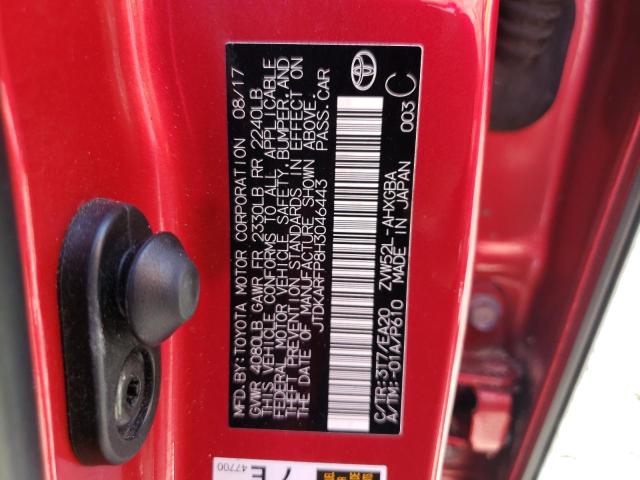 MFD. BY: TOYOTA MOTOR CORPORATION 08/17
GVWR 4080LB GAWR FR 2330LB RR 2240LB
THIS VEHICLE CONFORMS TO ALL APPLICABLE
FEDERAL MOTOR VEHICLE SAFETY, BUMPER, AND
THEFT PREVENTION STANDARDS IN EFFECT ON
THE DATE OF MANUFACTURE SHOWN ABOVE.
JTDKARFP8H3046443 PASS. CAR
C/TR: 3T7/EA20 ZVW52L-AHXGBA
A/TM: -01A/P610 MADE IN JAPAN 003 C
47700